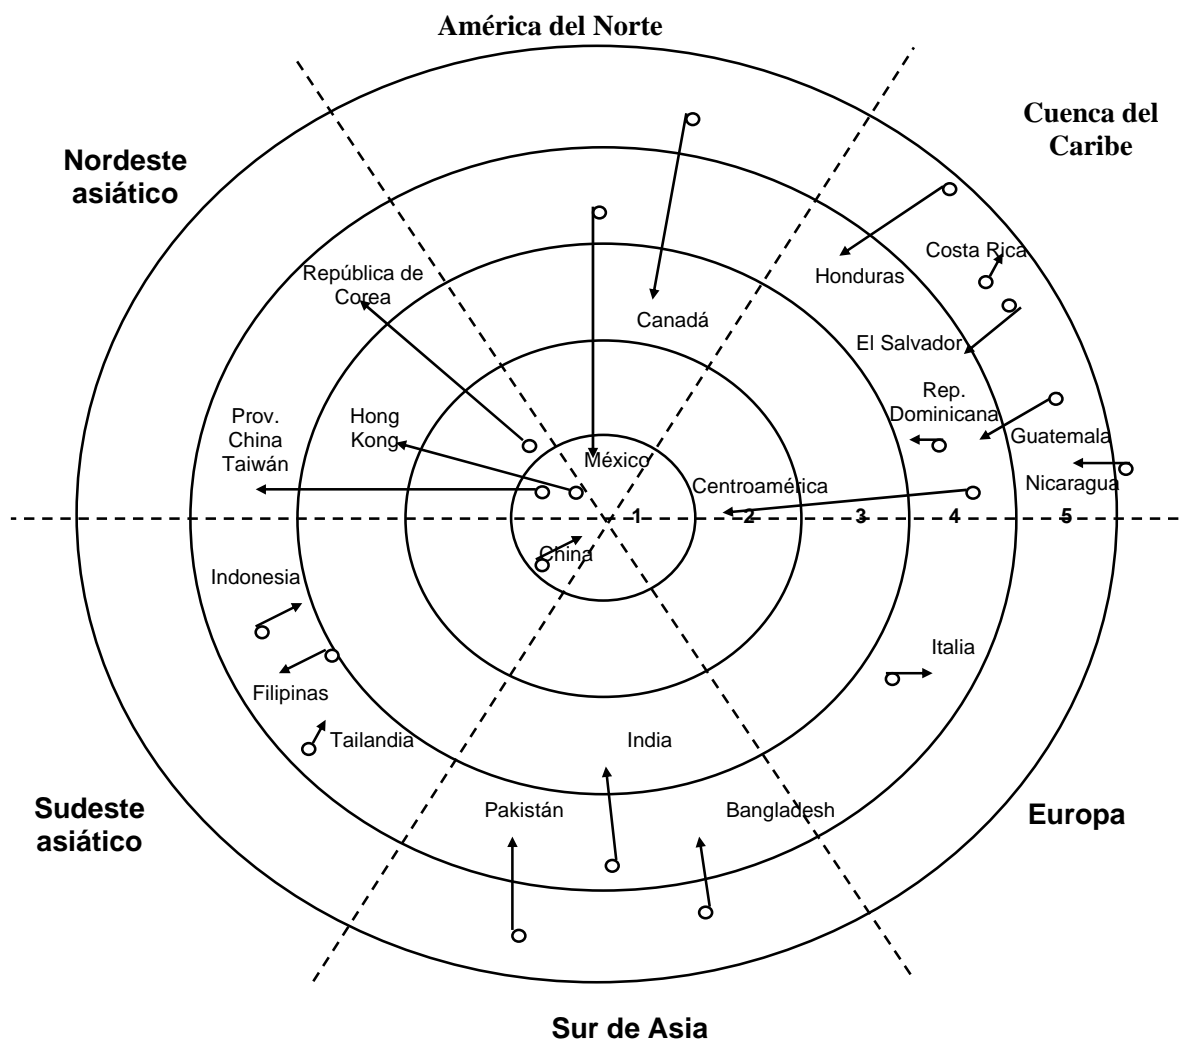 América del Norte
Cuenca del
Caribe
Nordeste
asiático
Costa Rica
República de
Corea
Honduras
Canadá
El Salvador
Rep.
Dominicana
Prov.
China
Taiwán
Hong
Kong
Guatemala
México
Nicaragua
Centroamérica
1
2
3
4
5
China
Indonesia
Italia
Filipinas
Tailandia
India
Pakistán
Bangladesh
Sudeste
asiático
Europa
Sur de Asia